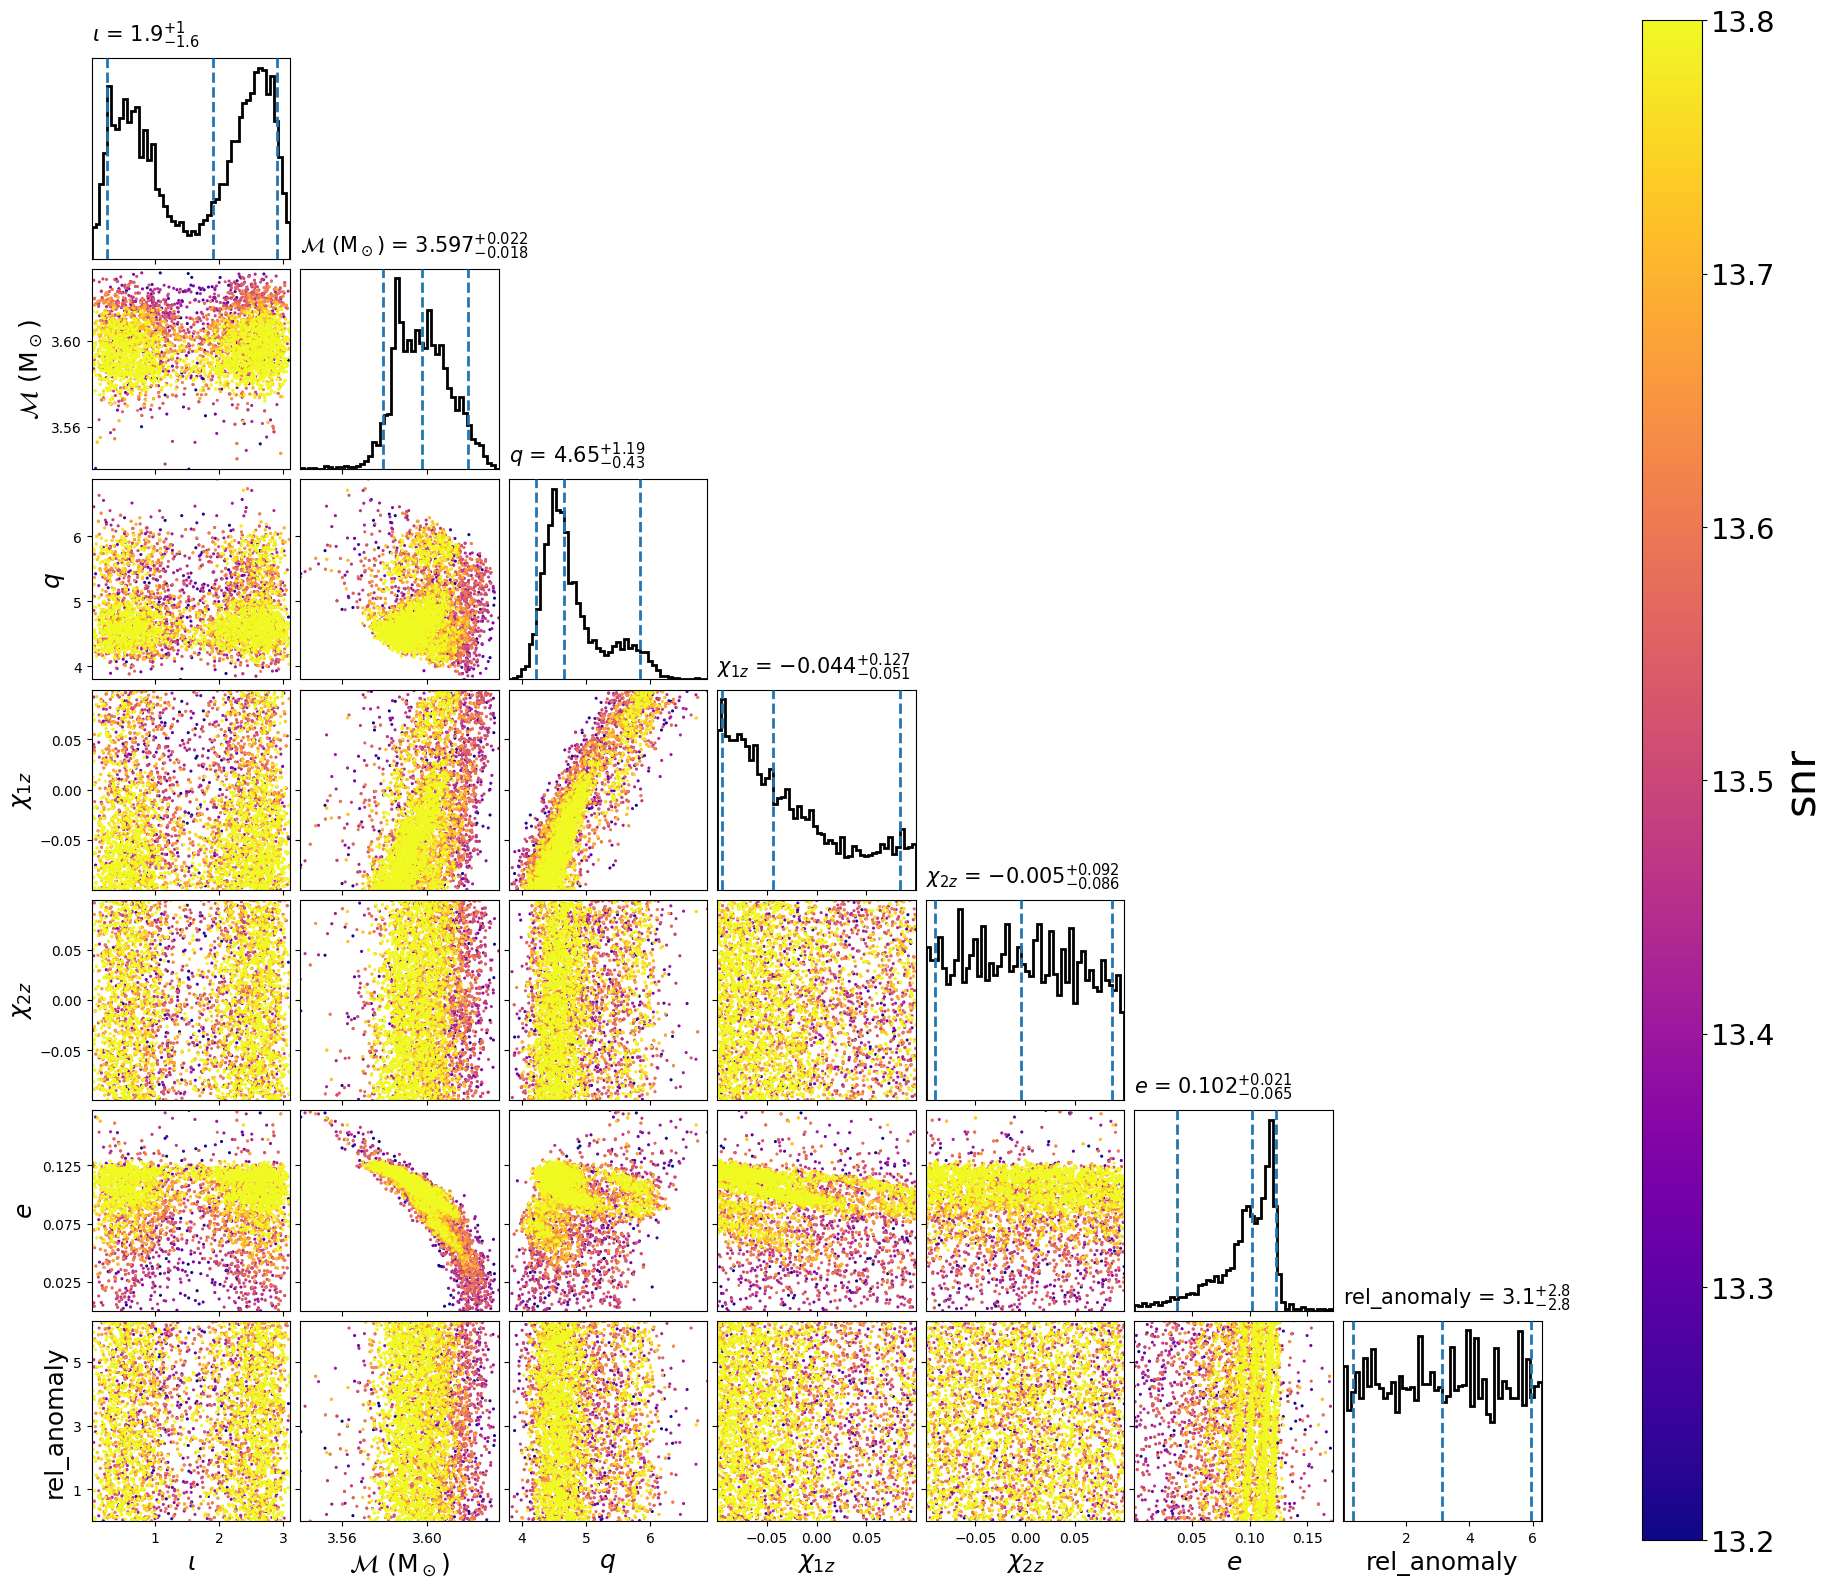 ι = 1.9^{+1}_{−1.6}
ℳ (M_⊙) = 3.597^{+0.022}_{−0.018}
3.60
3.56
ℳ (M_⊙)
q = 4.65^{+1.19}_{−0.43}
6
5
4
q
χ_{1z} = −0.044^{+0.127}_{−0.051}
0.05
0.00
−0.05
χ_{1z}
χ_{2z} = −0.005^{+0.092}_{−0.086}
0.05
0.00
−0.05
χ_{2z}
e = 0.102^{+0.021}_{−0.065}
0.125
0.075
0.025
e
rel_anomaly = 3.1^{+2.8}_{−2.8}
5
3
1
rel_anomaly
1 2 3
3.56 3.60
4 5 6
−0.05 0.00 0.05
−0.05 0.00 0.05
0.05 0.10 0.15
2 4 6
ι
ℳ (M_⊙)
q
χ_{1z}
χ_{2z}
e
rel_anomaly
13.8
13.7
13.6
13.5
13.4
13.3
13.2
snr